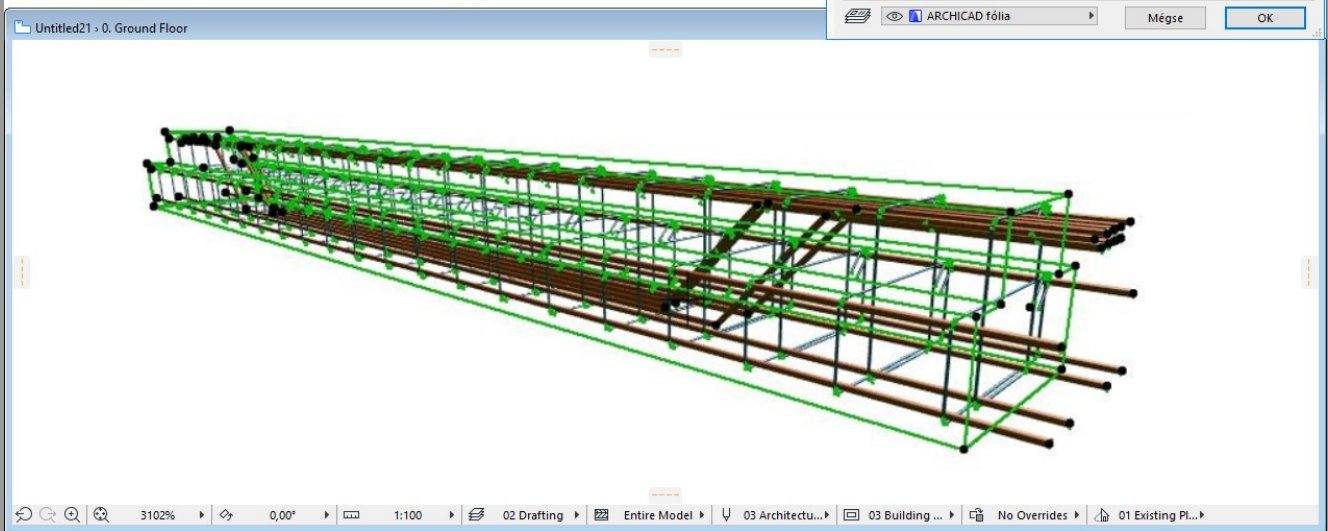 ARCHICAD fólia
Mégse
OK
Untitled21 › 0. Ground Floor
3102%
0,00°
1:100
02 Drafting
Entire Model
03 Architectu...
03 Building ...
No Overrides
01 Existing Pl...